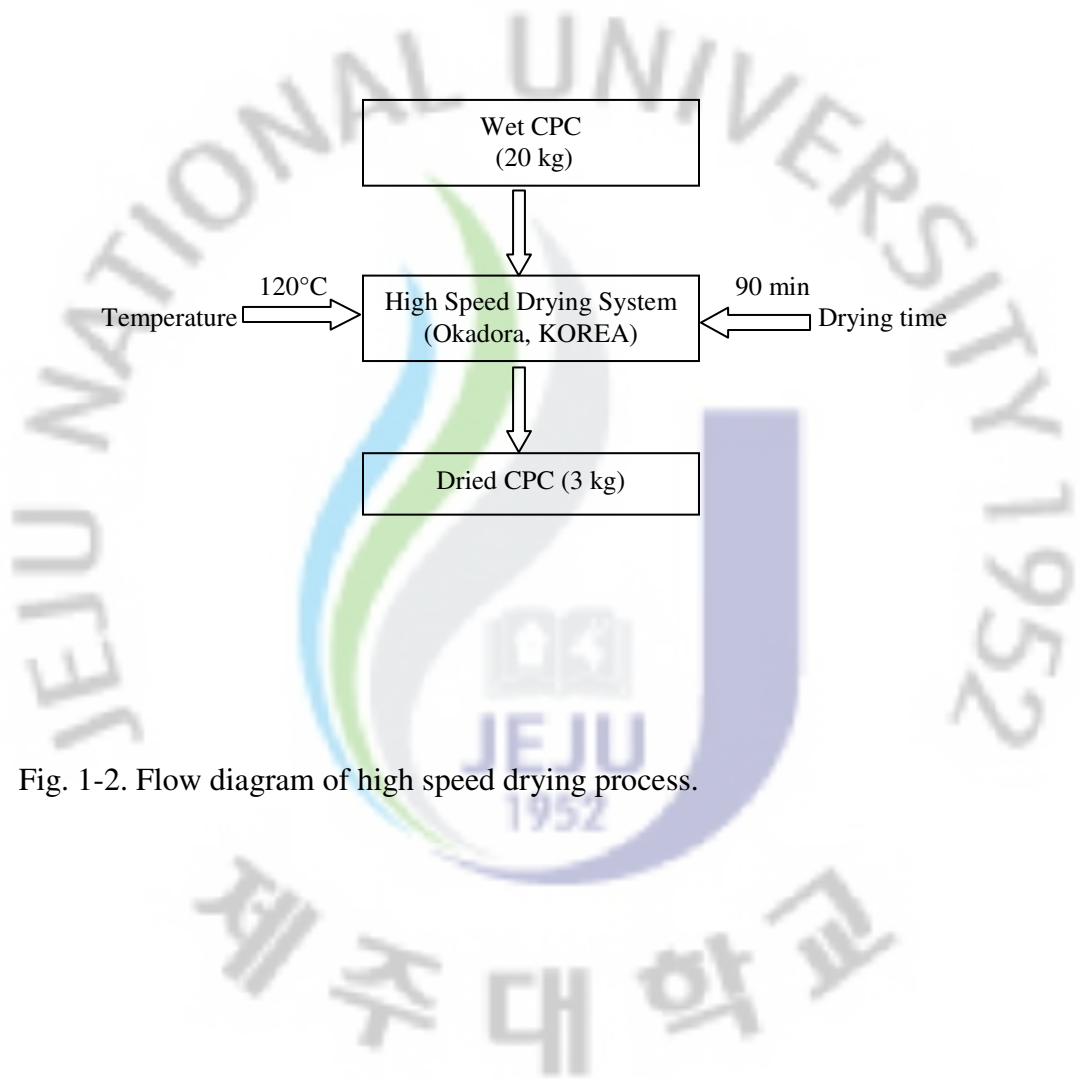 JEJU NATIONAL UNIVERSITY 1952
Wet CPC
(20 kg)
120°C
90 min
Temperature
High Speed Drying System
(Okadora, KOREA)
Drying time
Dried CPC (3 kg)
JEJU
1952
Fig. 1-2. Flow diagram of high speed drying process.
제주대학교